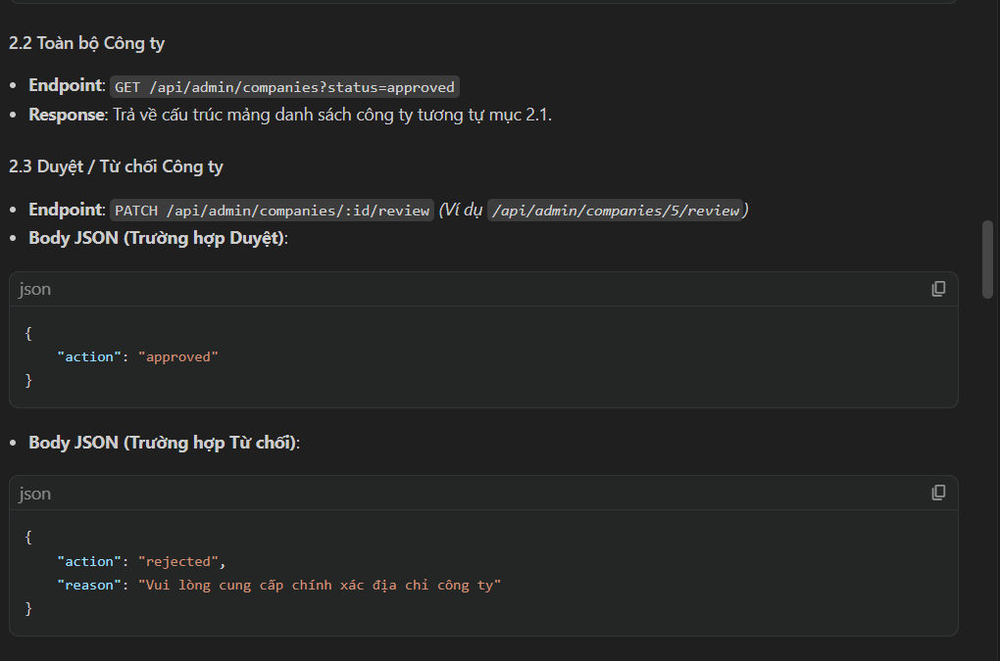 2.2 Toàn bộ Công ty
• Endpoint: GET /api/admin/companies?status=approved
• Response: Trả về cấu trúc mảng danh sách công ty tương tự mục 2.1.
2.3 Duyệt / Từ chối Công ty
• Endpoint: PATCH /api/admin/companies/:id/review (Ví dụ /api/admin/companies/5/review)
• Body JSON (Trường hợp Duyệt):
json
{
    "action": "approved"
}
• Body JSON (Trường hợp Từ chối):
json
{
    "action": "rejected",
    "reason": "Vui lòng cung cấp chính xác địa chỉ công ty"
}